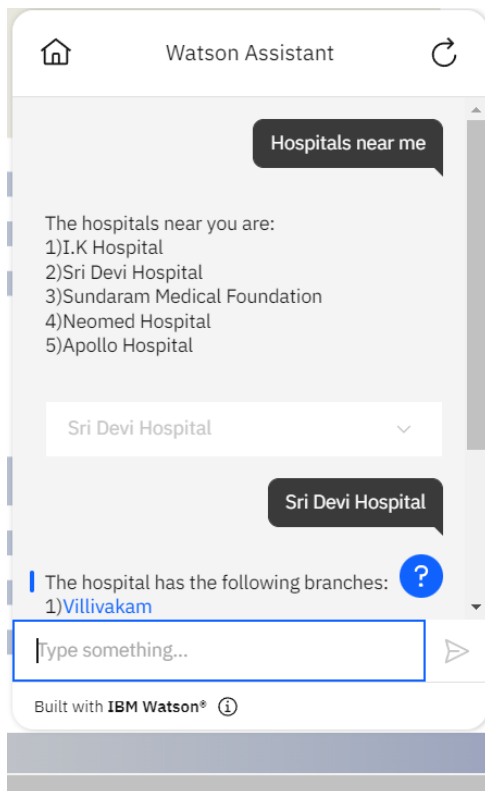 Watson Assistant
Hospitals near me
The hospitals near you are:
1)I.K Hospital
2)Sri Devi Hospital
3)Sundaram Medical Foundation
4)Neomed Hospital
5)Apollo Hospital
Sri Devi Hospital
Sri Devi Hospital
The hospital has the following branches:
?
1)Villivakam
Type something...
Built with IBM Watson®